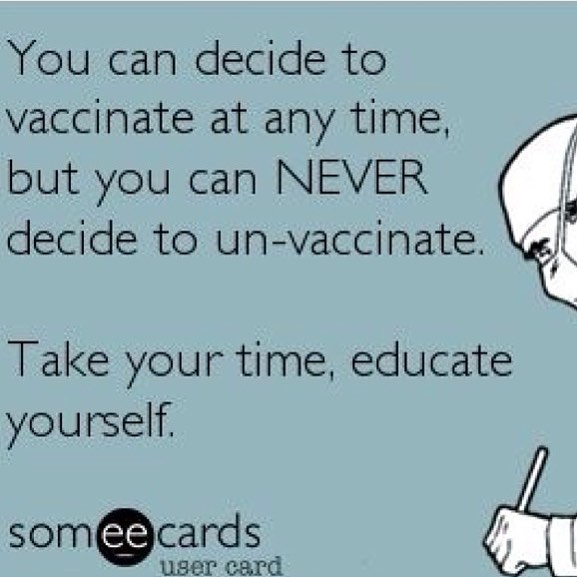 You can decide to
vaccinate at any time,
but you can NEVER
decide to un-vaccinate.
Take your time, educate
yourself.
someecards
user card